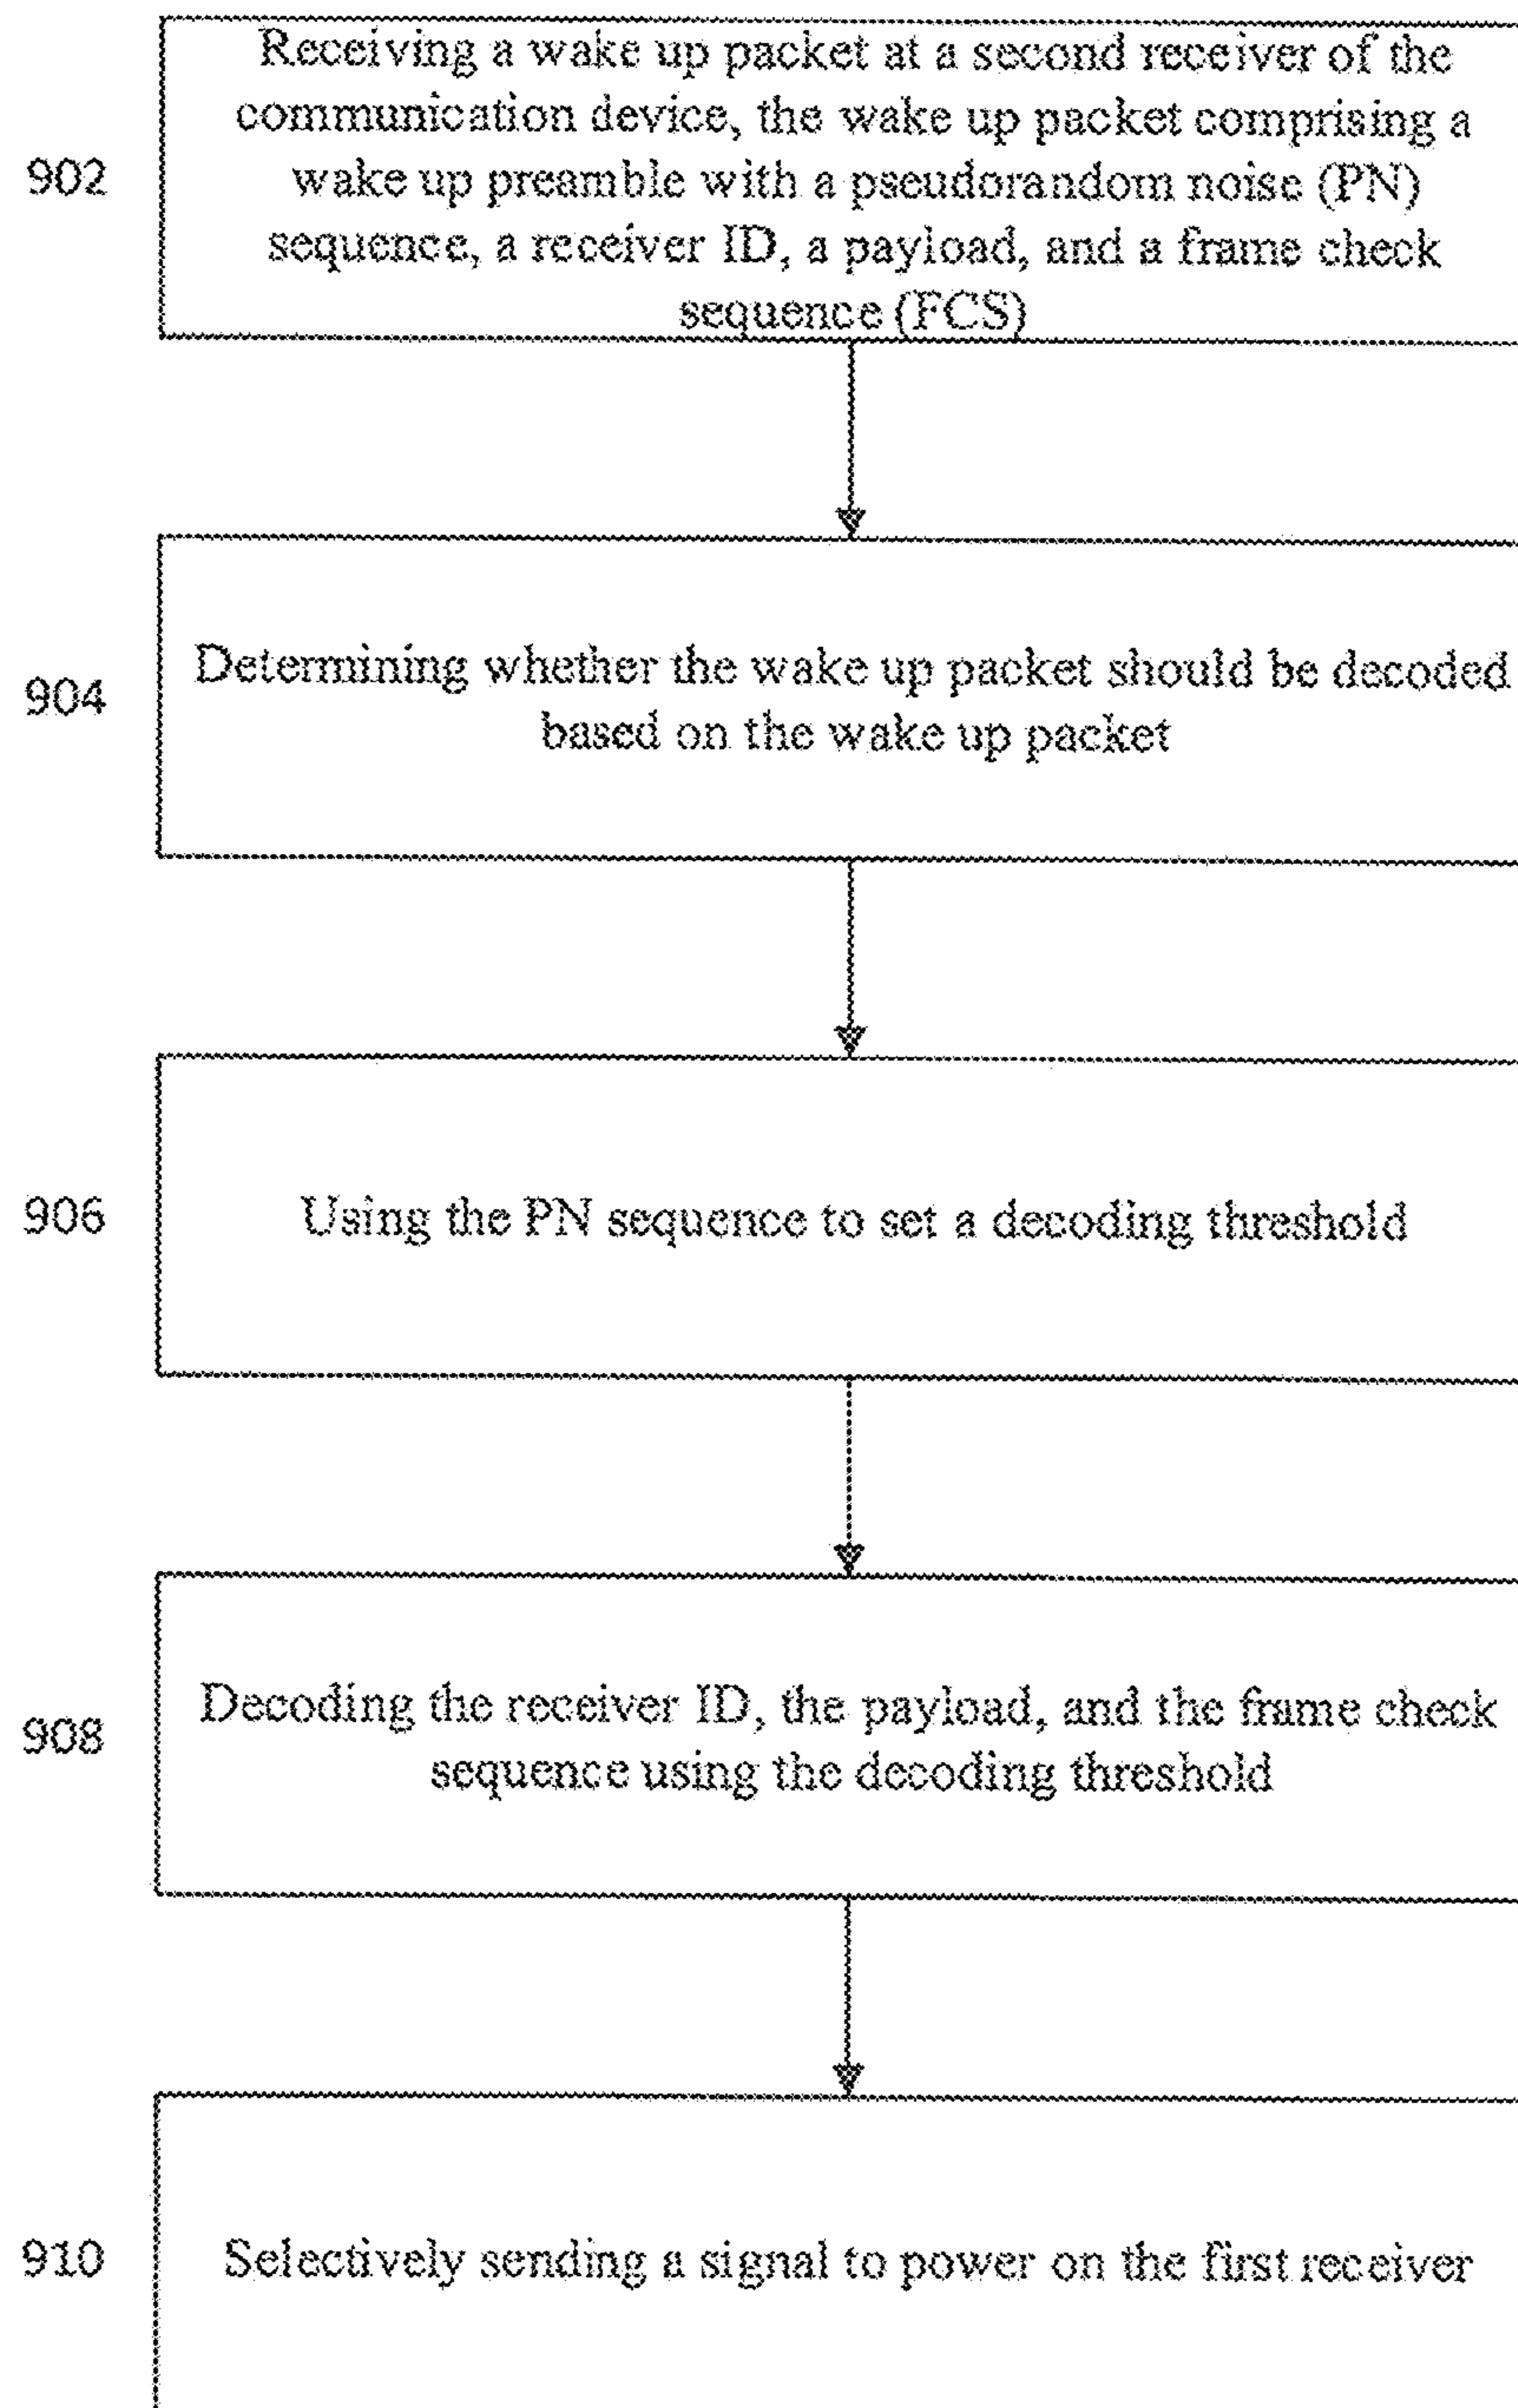 Receiving a wake up packet at a second receiver of the
communication device, the wake up packet comprising a
902
wake up preamble with a pseudorandom noise (PN)
sequence, a receiver ID, a payload, and a frame check
sequence (FCS)
904
Determining whether the wake up packet should be decoded
based on the wake up packet
906
Using the PN sequence to set a decoding threshold
908
Decoding the receiver ID, the payload, and the frame check
sequence using the decoding threshold
910
Selectively sending a signal to power on the first receiver